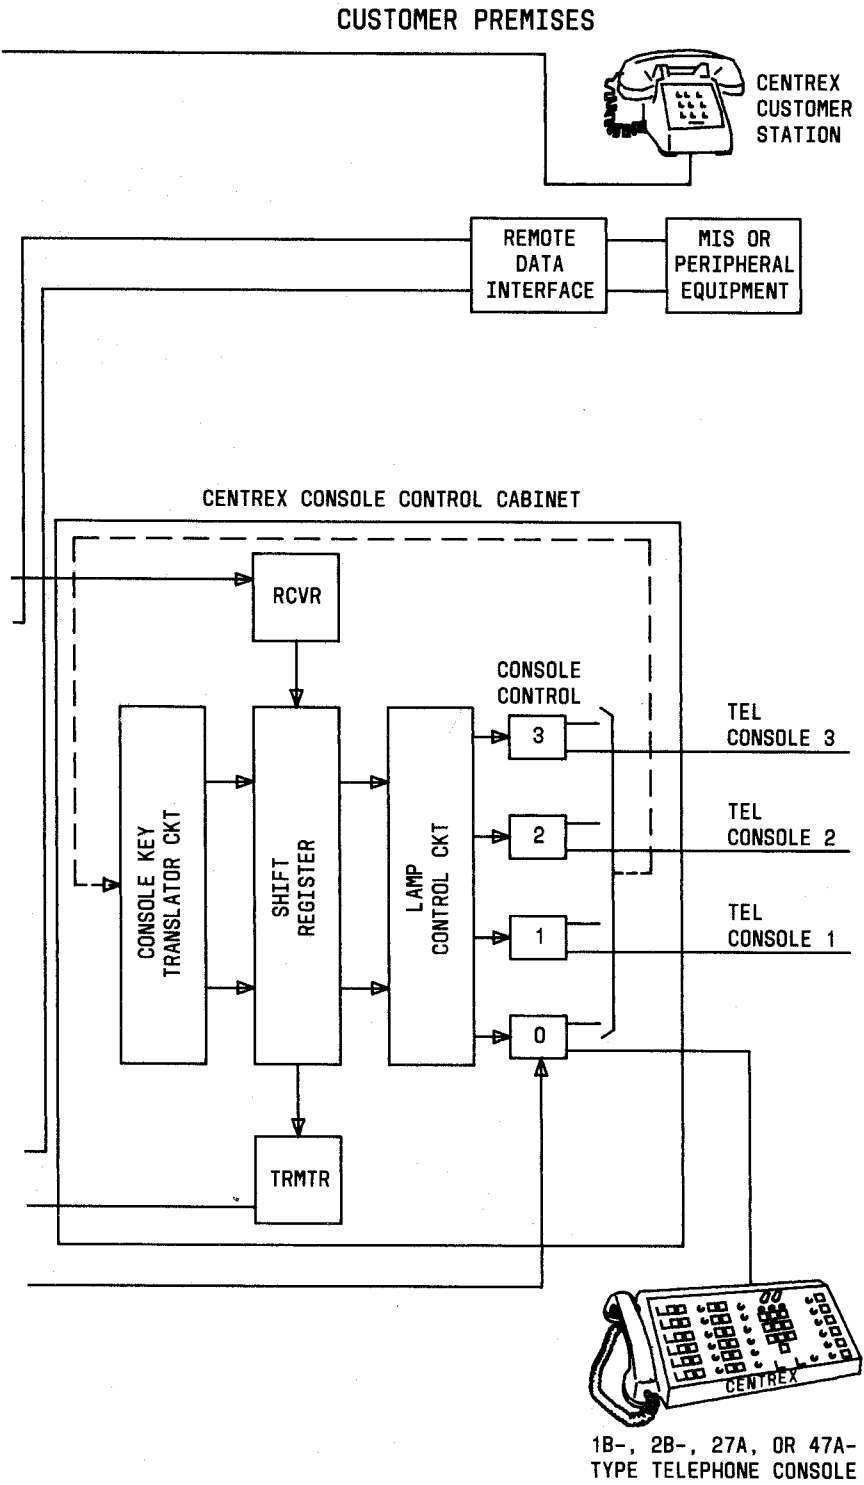 CUSTOMER PREMISES
CENTREX
CUSTOMER
STATION
REMOTE
DATA
INTERFACE
MIS OR
PERIPHERAL
EQUIPMENT
CENTREX CONSOLE CONTROL CABINET
RCVR
CONSOLE
CONTROL
CONSOLE KEY
TRANSLATOR CKT
SHIFT
REGISTER
LAMP
CONTROL CKT
3
TEL
CONSOLE 3
2
TEL
CONSOLE 2
1
TEL
CONSOLE 1
0
TRMTR
CENTREX
1B-, 2B-, 27A, OR 47A-
TYPE TELEPHONE CONSOLE